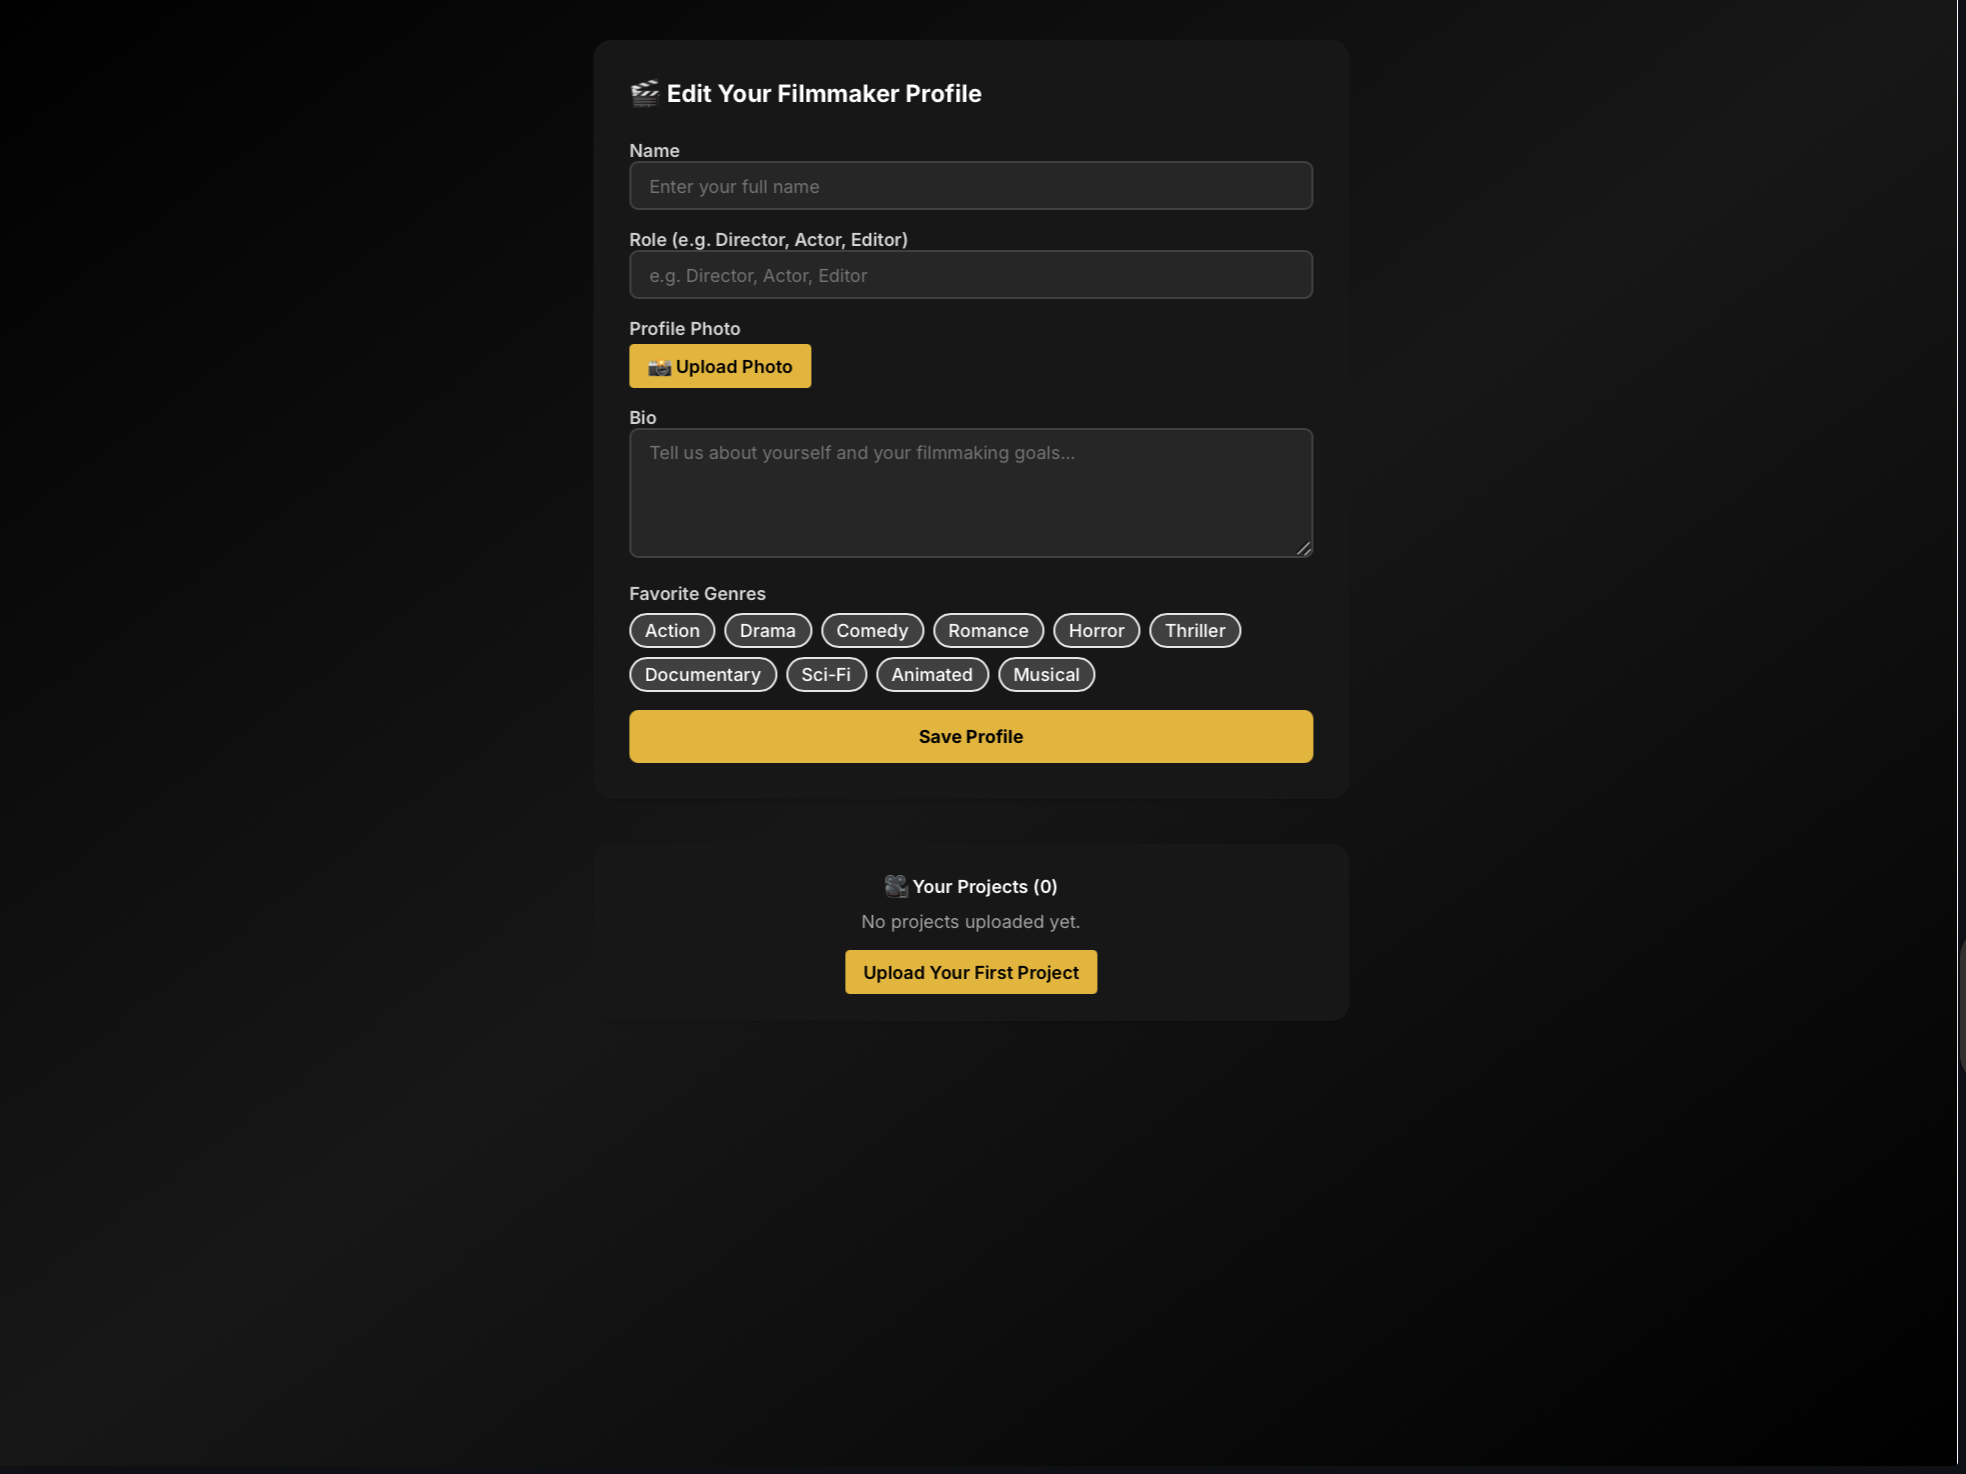 Edit Your Filmmaker Profile
Name
Enter your full name
Role (e.g. Director, Actor, Editor)
e.g. Director, Actor, Editor
Profile Photo
Upload Photo
Bio
Tell us about yourself and your filmmaking goals...
Favorite Genres
Action Drama Comedy Romance Horror Thriller
Documentary Sci-Fi Animated Musical
Save Profile
Your Projects (0)
No projects uploaded yet.
Upload Your First Project